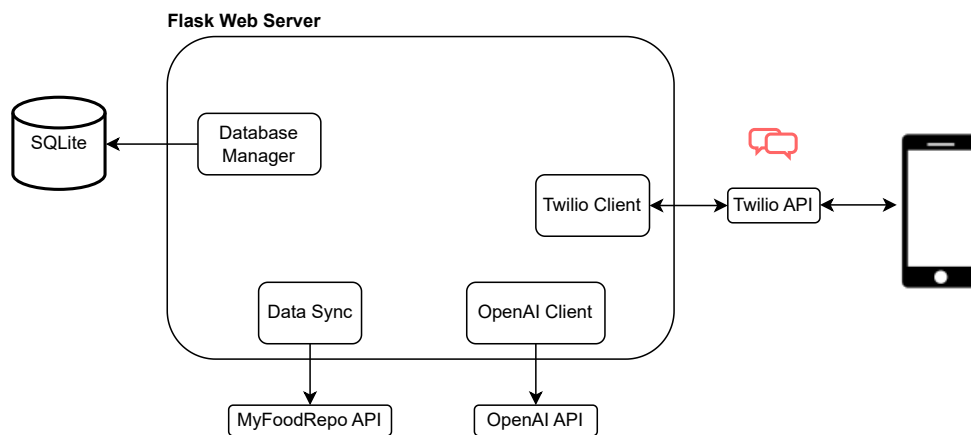 Flask Web Server
SQLite
Database
Manager
Twilio Client
Twilio API
Data Sync
OpenAI Client
MyFoodRepo API
OpenAI API